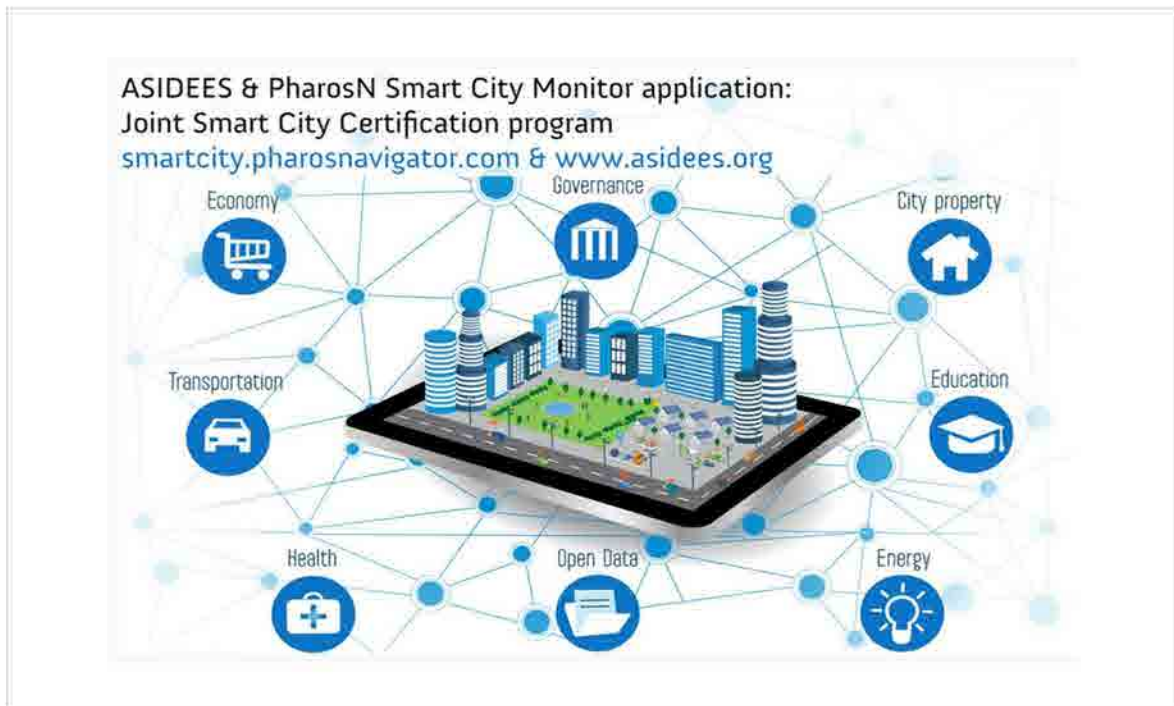 ASIDEES & PharosN Smart City Monitor application:
Joint Smart City Certification program
smartcity.pharosnavigator.com & www.asidees.org
Economy
Governance
City property
Transportation
Education
Health
Open Data
Energy